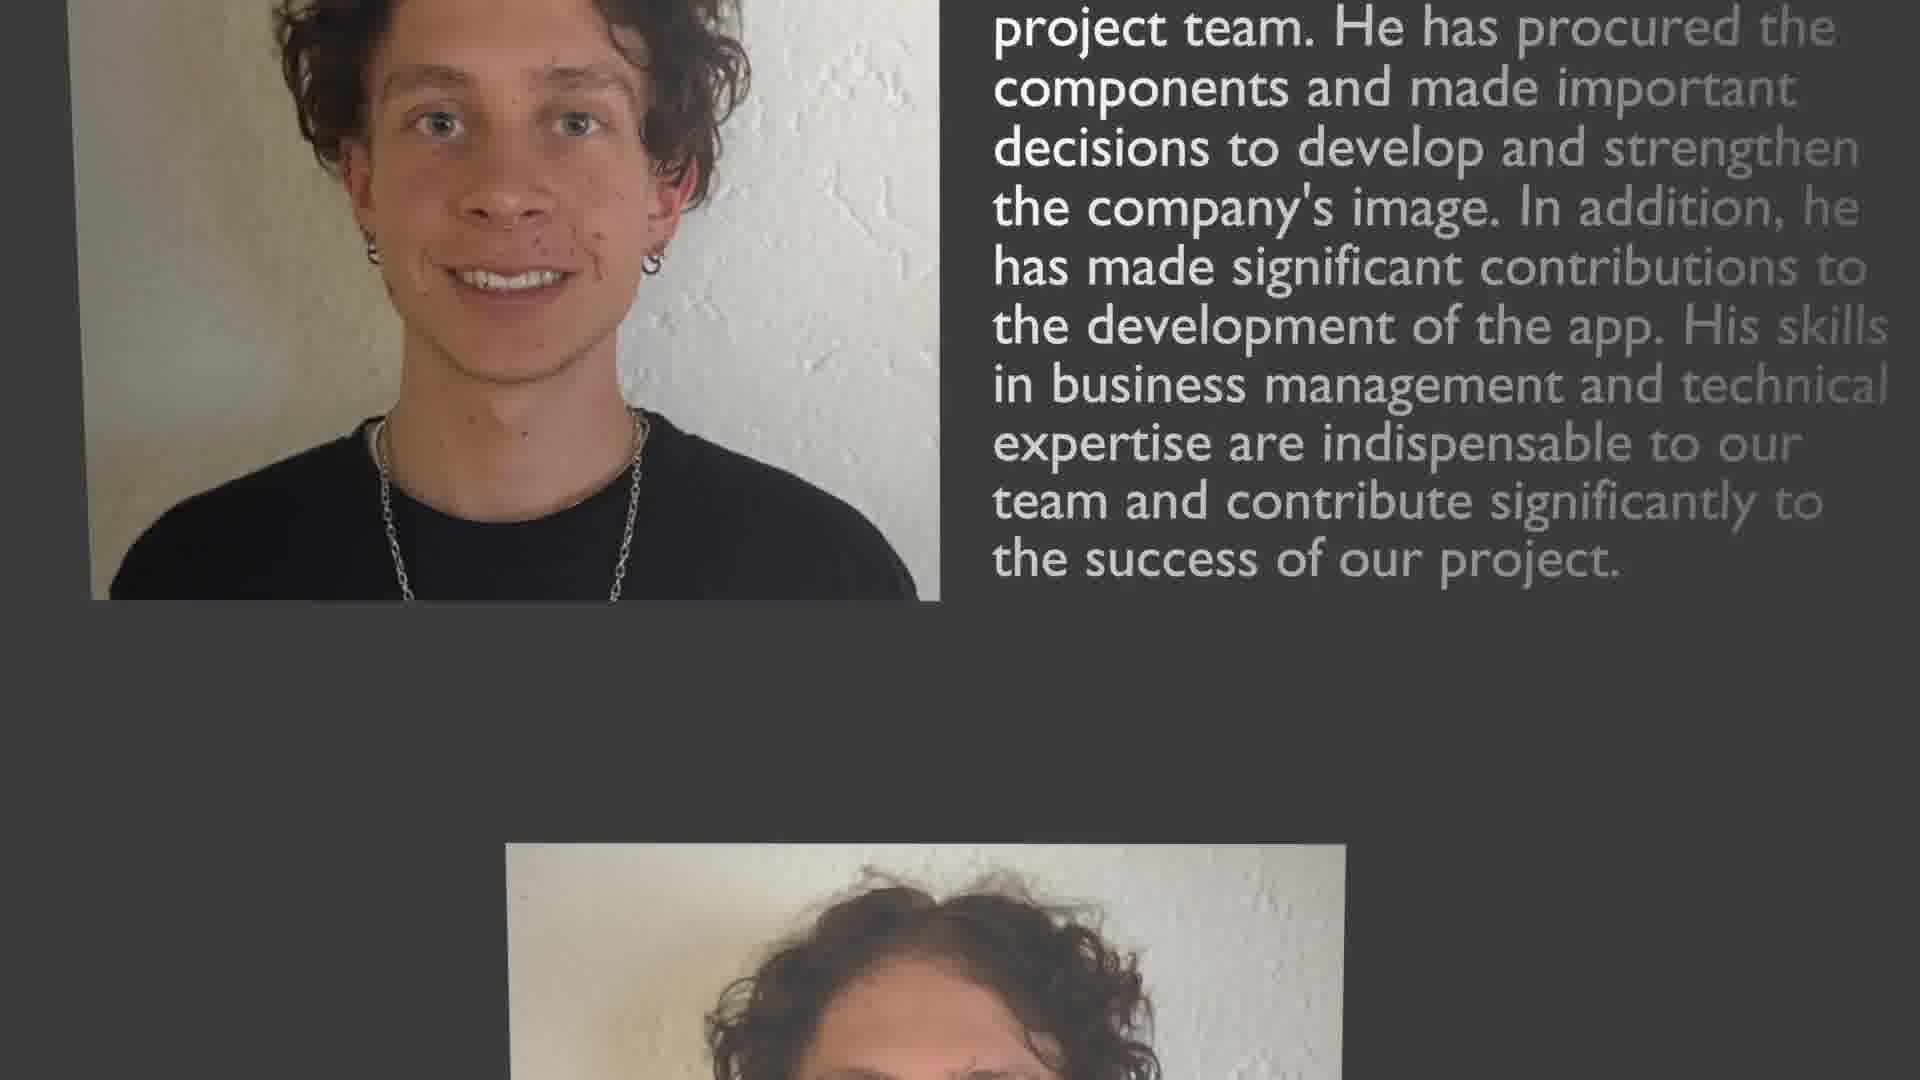 project team. He has procured the
components and made important
decisions to develop and strengthen
the company's image. In addition, he
has made significant contributions to
the development of the app. His skills
in business management and technical
expertise are indispensable to our
team and contribute significantly to
the success of our project.